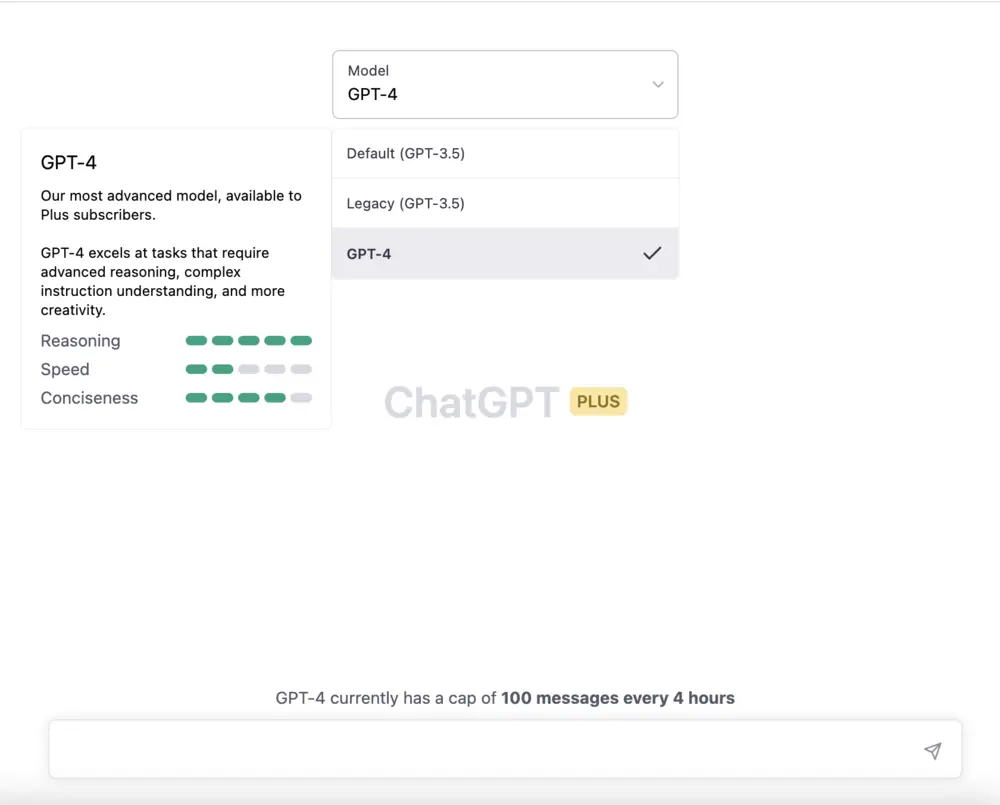 Model
GPT-4
Default (GPT-3.5)
Legacy (GPT-3.5)
GPT-4
GPT-4
Our most advanced model, available to
Plus subscribers.
GPT-4 excels at tasks that require
advanced reasoning, complex
instruction understanding, and more
creativity.
Reasoning
Speed
Conciseness
ChatGPT PLUS
GPT-4 currently has a cap of 100 messages every 4 hours